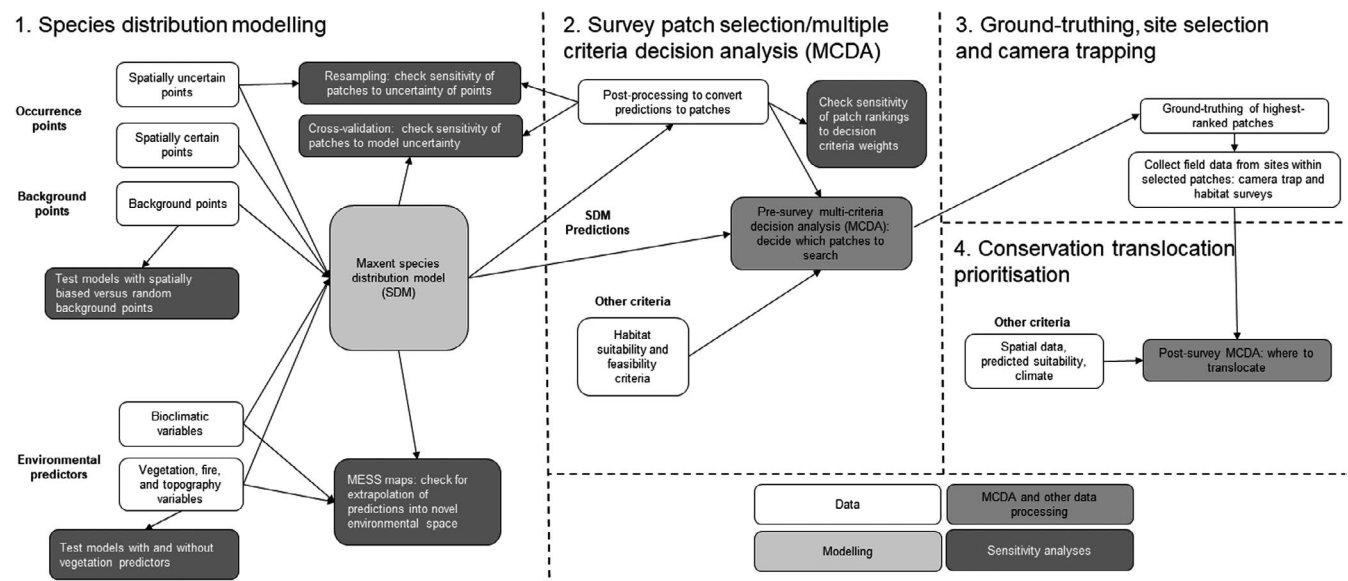 1. Species distribution modelling
Occurrence
points
Spatially uncertain
points
Resampling: check sensitivity of
patches to uncertainty of points
Spatially certain
points
Cross-validation: check sensitivity of
patches to model uncertainty
Background
points
Background points
Test models with spatially
biased versus random
background points
Maxent species
distribution model
(SDM)
Environmental
predictors
Bioclimatic
variables
Vegetation, fire,
and topography
variables
Test models with and without
vegetation predictors
MESS maps: check for
extrapolation of
predictions into novel
environmental space
2. Survey patch selection/multiple
criteria decision analysis (MCDA)
Post-processing to convert
predictions to patches
Check sensitivity
of patch rankings
to decision
criteria weights
SDM
Predictions
Pre-survey multi-criteria
decision analysis (MCDA):
decide which patches to
search
Other criteria
Habitat
suitability and
feasibility
criteria
3. Ground-truthing, site selection
and camera trapping
Ground-truthing of highest-
ranked patches
Collect field data from sites within
selected patches: camera trap and
habitat surveys
4. Conservation translocation
prioritisation
Other criteria
Spatial data,
predicted suitability,
climate
Post-survey MCDA: where to
translocate
Data
MCDA and other data
processing
Modelling
Sensitivity analyses